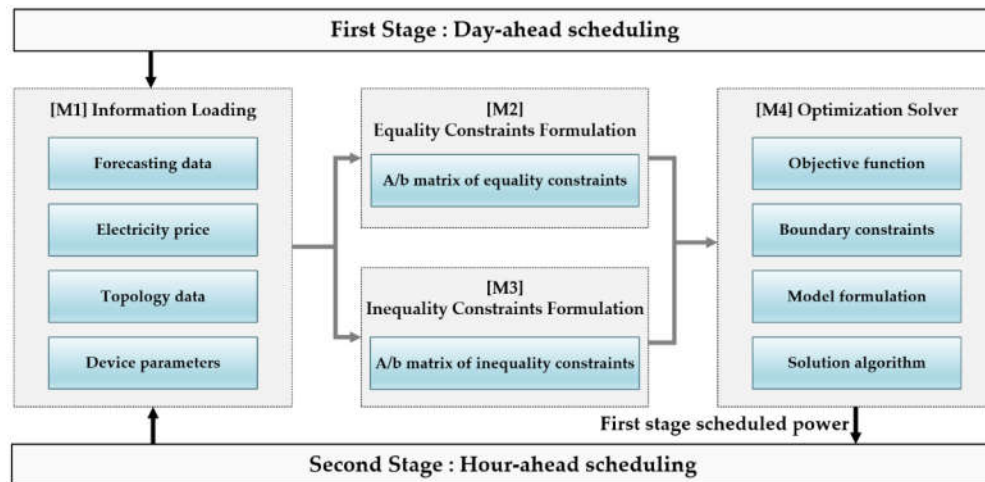 First Stage : Day-ahead scheduling
[M1] Information Loading
Forecasting data
Electricity price
Topology data
Device parameters
[M2]
Equality Constraints Formulation
A/b matrix of equality constraints
[M3]
Inequality Constraints Formulation
A/b matrix of inequality constraints
[M4] Optimization Solver
Objective function
Boundary constraints
Model formulation
Solution algorithm
First stage scheduled power
Second Stage : Hour-ahead scheduling